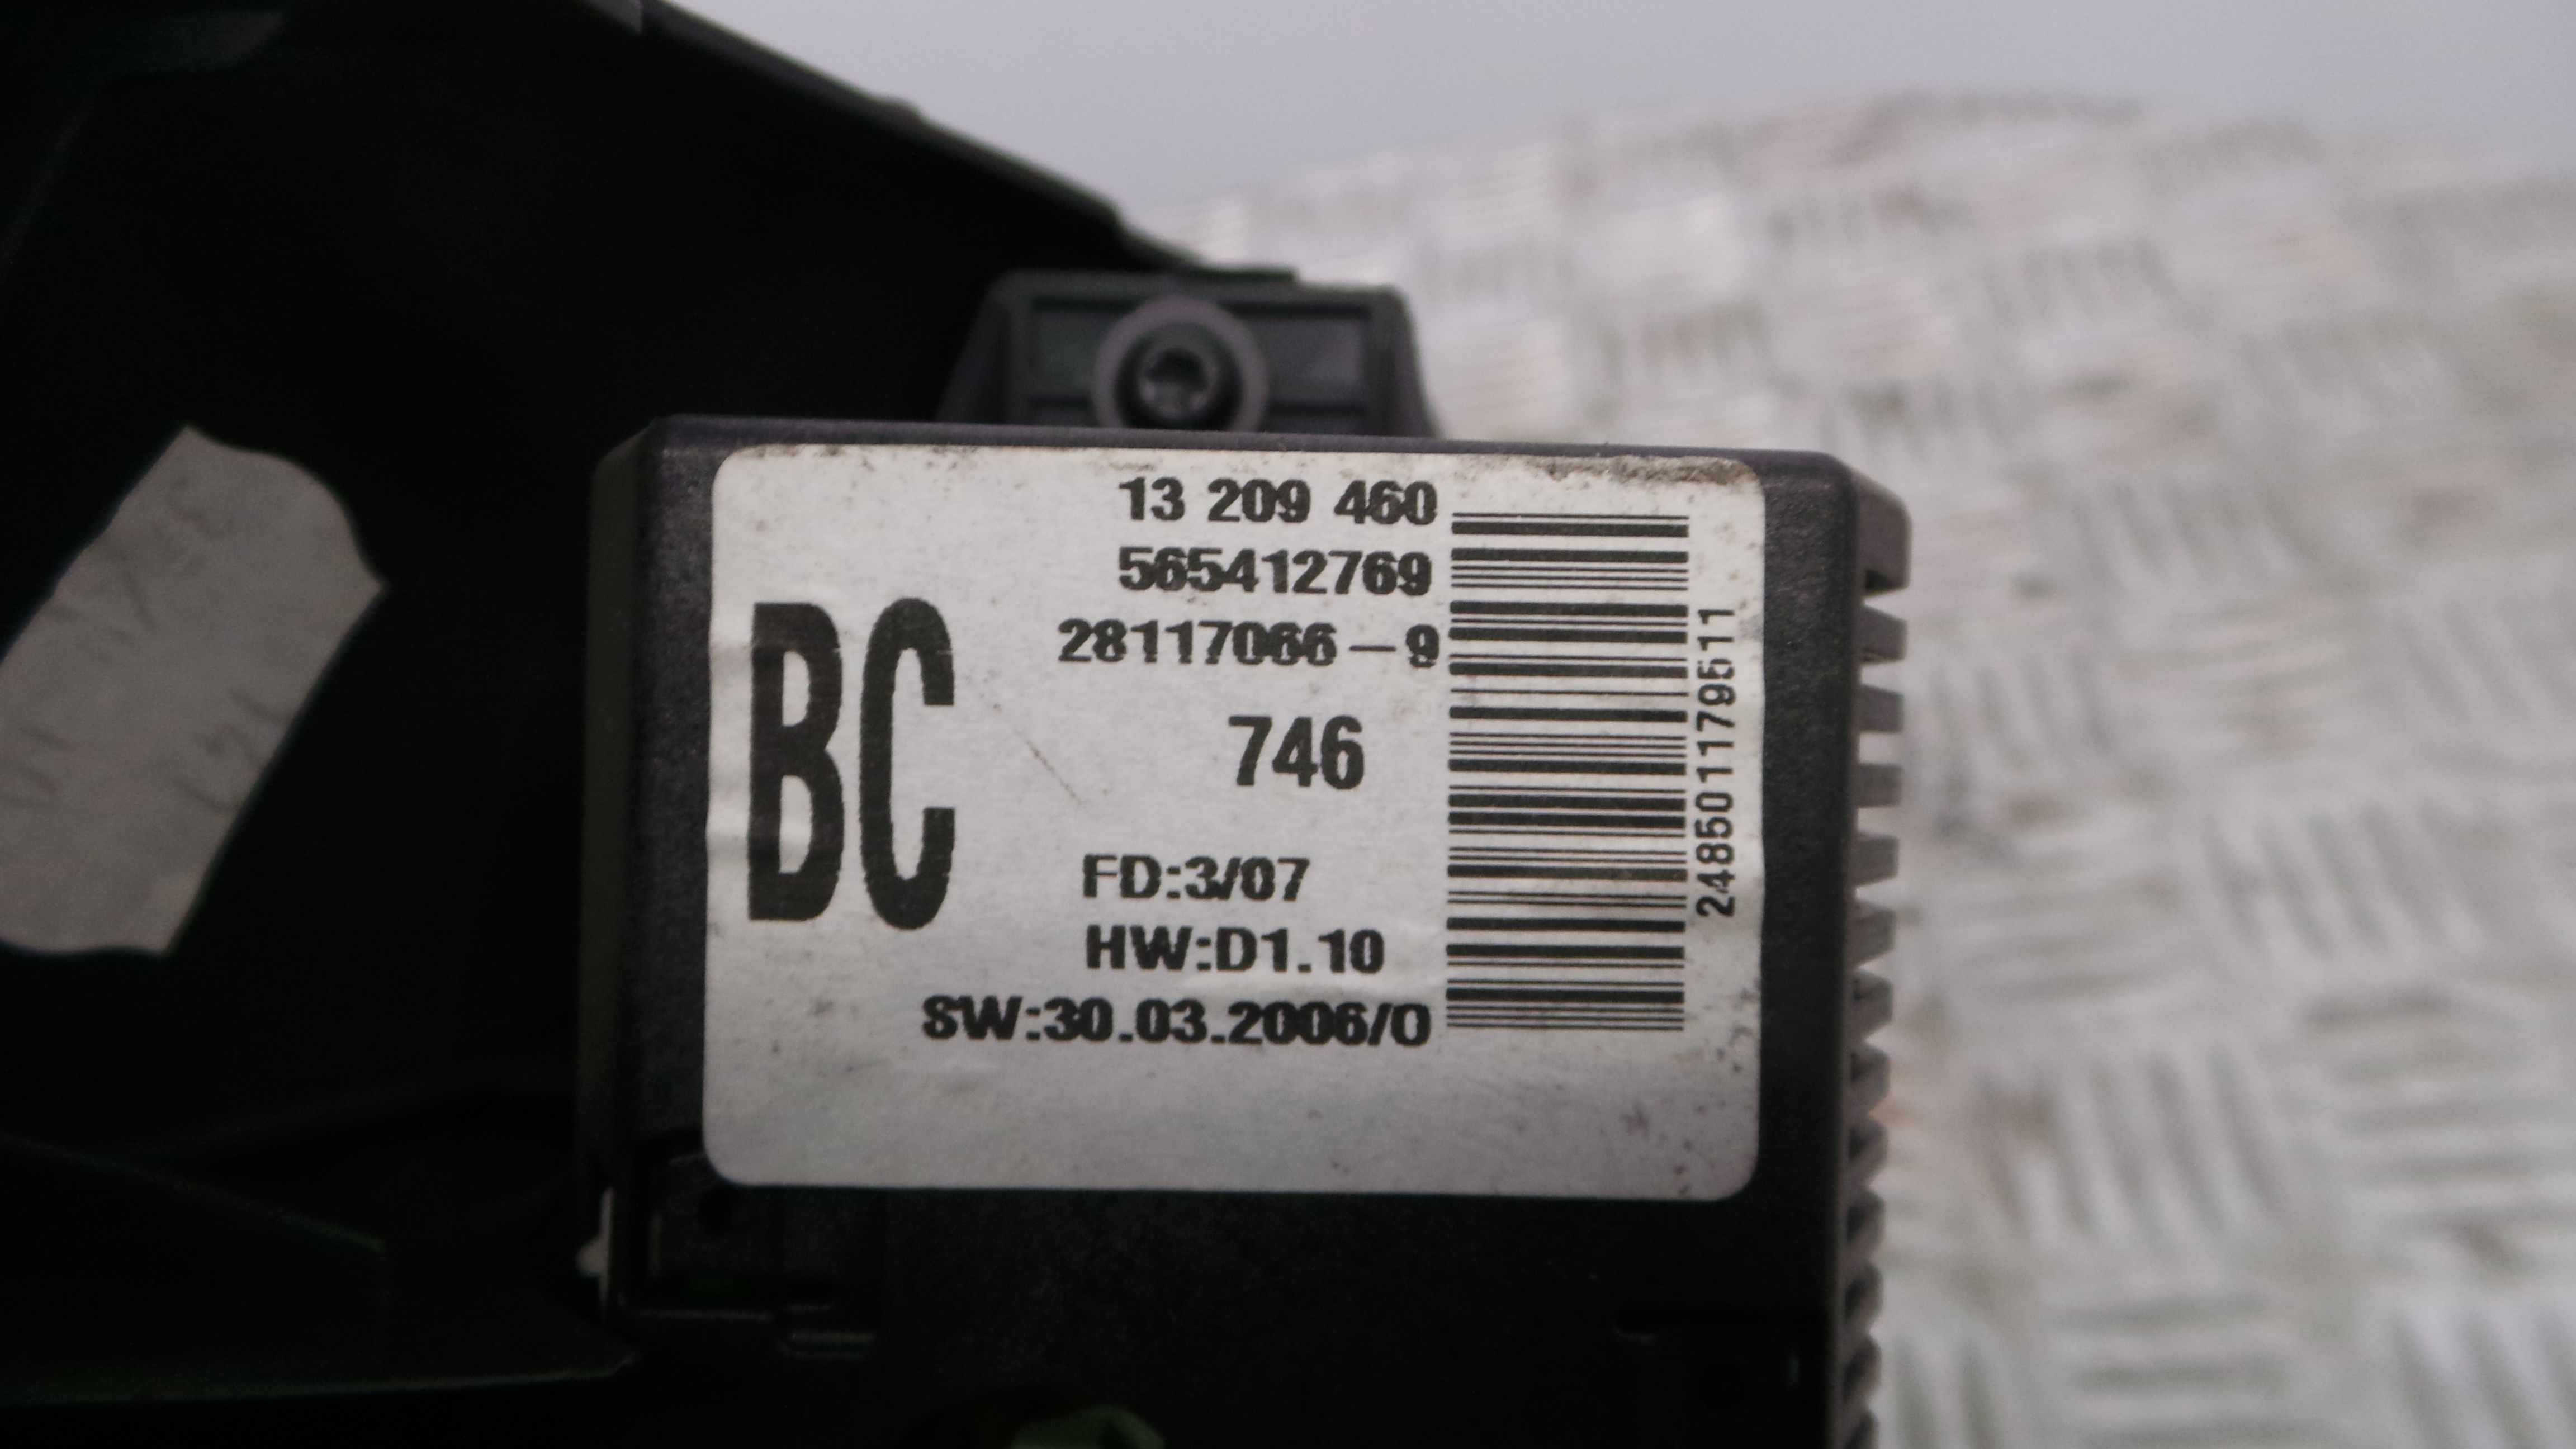 13 209 460
565412769
28117066-9
BC
746
FD:3/07
HW:D1.10
SW:30.03.2006/0
248501179511